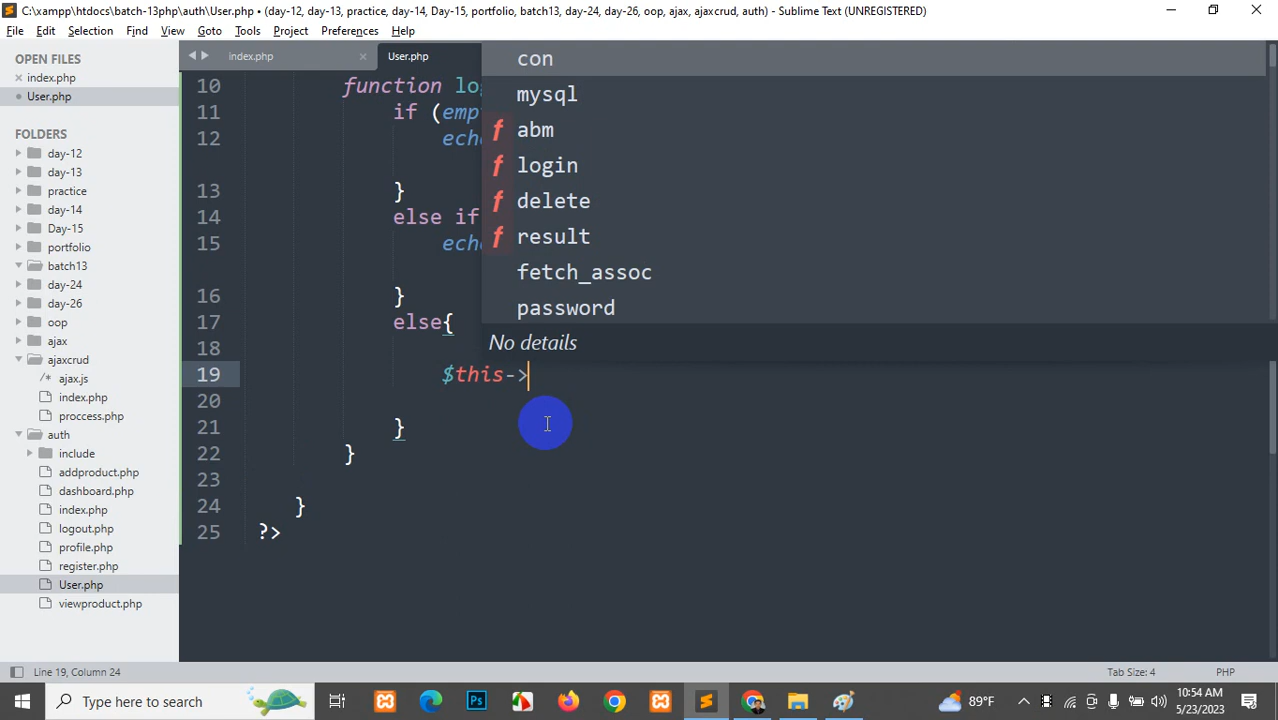 C:\xampp\htdocs\batch-13php\auth\User.php • (day-12, day-13, practice, day-14, Day-15, portfolio, batch13, day-24, day-26, oop, ajax, ajaxcrud, auth) - Sublime Text (UNREGISTERED)
File Edit Selection Find View Goto Tools Project Preferences Help
OPEN FILES
index.php
User.php
FOLDERS
day-12
day-13
practice
day-14
Day-15
portfolio
batch13
day-24
day-26
oop
ajax
ajaxcrud
/* ajax.js
index.php
proccess.php
auth
include
addproduct.php
dashboard.php
index.php
logout.php
profile.php
register.php
User.php
viewproduct.php
index.php × User.php
10 function lo
11 if (emp
12 ech
13 }
14 else if
15 ech
16 }
17 else{
18
19 $this->
20
21 }
22 }
23
24 }
25 ?>
con
mysql
f abm
f login
f delete
f result
fetch_assoc
password
No details
Line 19, Column 24 Tab Size: 4 PHP
Type here to search
89°F
10:54 AM
5/23/2023